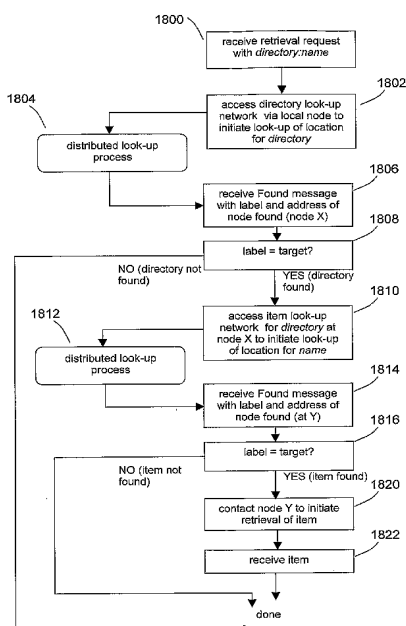 1800
receive retrieval request
with directory:name
1802
access directory look-up
network via local node to
initiate look-up of location
for directory
1804
distributed look-up
process
1806
receive Found message
with label and address of
node found (node X)
1808
label = target?
NO (directory not
found)
YES (directory
found)
1810
access item look-up
network for directory at
node X to initiate look-up
of location for name
1812
distributed look-up
process
1814
receive Found message
with label and address of
node found (at Y)
1816
label = target?
NO (item not
found)
YES (item found)
1820
contact node Y to initiate
retrieval of item
1822
receive item
done